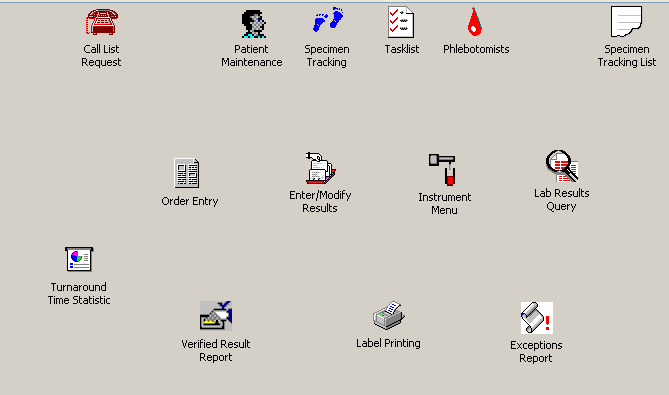 Call List
Request
Patient
Maintenance
Specimen
Tracking
Tasklist
Phlebotomists
Specimen
Tracking List
Order Entry
Enter/Modify
Results
Instrument
Menu
Lab Results
Query
Turnaround
Time Statistic
Verified Result
Report
Label Printing
Exceptions
Report